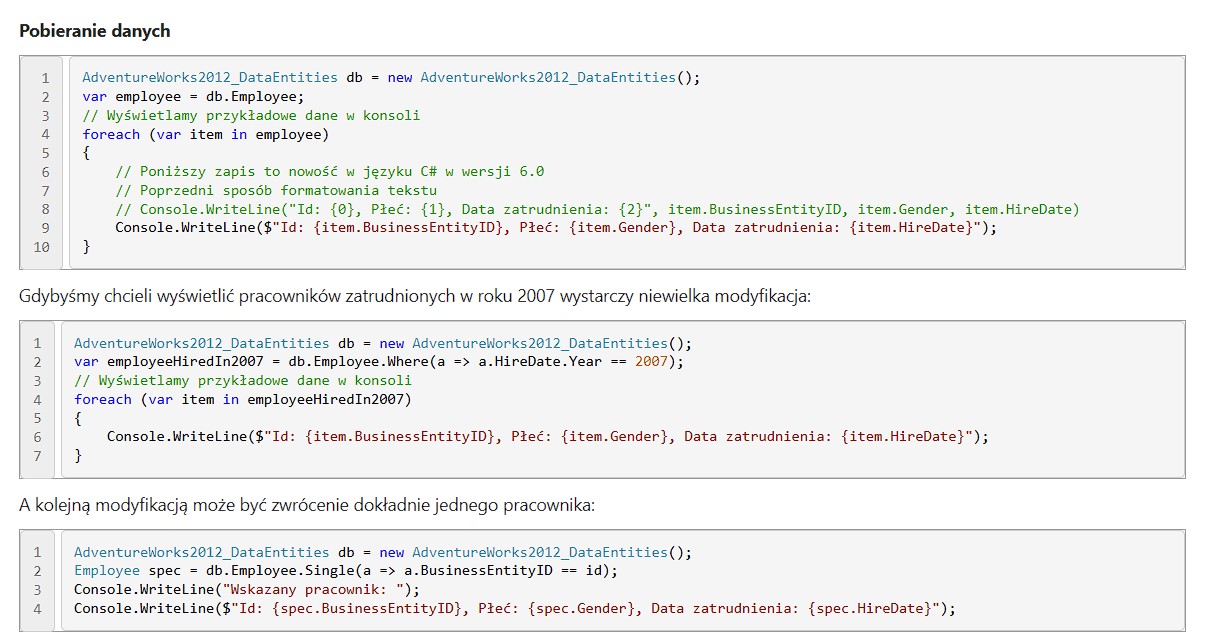 Pobieranie danych
1 AdventureWorks2012_DataEntities db = new AdventureWorks2012_DataEntities();
2 var employee = db.Employee;
3 // Wyświetlamy przykładowe dane w konsoli
4 foreach (var item in employee)
5 {
6     // Poniższy zapis to nowość w języku C# w wersji 6.0
7     // Poprzedni sposób formatowania tekstu
8     // Console.WriteLine("Id: {0}, Płeć: {1}, Data zatrudnienia: {2}", item.BusinessEntityID, item.Gender, item.HireDate)
9     Console.WriteLine($"Id: {item.BusinessEntityID}, Płeć: {item.Gender}, Data zatrudnienia: {item.HireDate}");
10 }
Gdybyśmy chcieli wyświetlić pracowników zatrudnionych w roku 2007 wystarczy niewielka modyfikacja:
1 AdventureWorks2012_DataEntities db = new AdventureWorks2012_DataEntities();
2 var employeeHiredIn2007 = db.Employee.Where(a => a.HireDate.Year == 2007);
3 // Wyświetlamy przykładowe dane w konsoli
4 foreach (var item in employeeHiredIn2007)
5 {
6     Console.WriteLine($"Id: {item.BusinessEntityID}, Płeć: {item.Gender}, Data zatrudnienia: {item.HireDate}");
7 }
A kolejną modyfikacją może być zwrócenie dokładnie jednego pracownika:
1 AdventureWorks2012_DataEntities db = new AdventureWorks2012_DataEntities();
2 Employee spec = db.Employee.Single(a => a.BusinessEntityID == id);
3 Console.WriteLine("Wskazany pracownik: ");
4 Console.WriteLine($"Id: {spec.BusinessEntityID}, Płeć: {spec.Gender}, Data zatrudnienia: {spec.HireDate}");